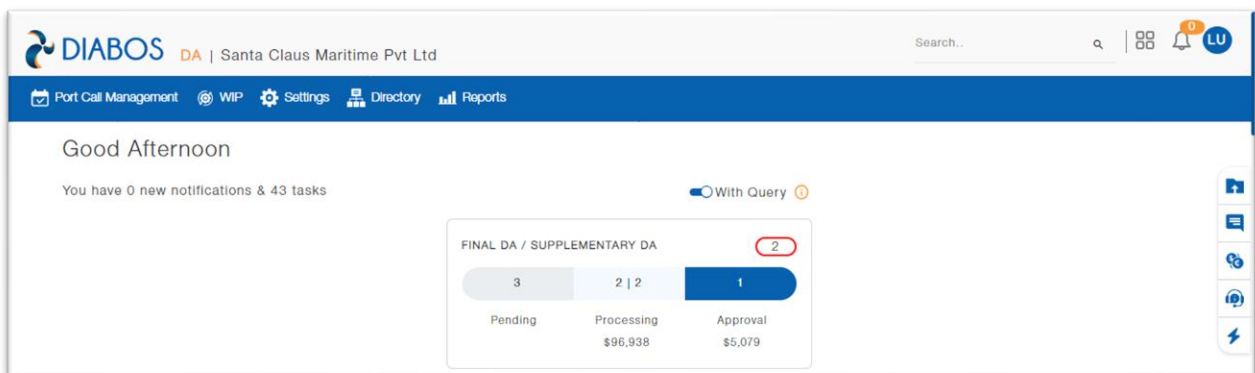 DIABOS DA | Santa Claus Maritime Pvt Ltd
Search..
0
LU
Port Call Management WIP Settings Directory Reports
Good Afternoon
You have 0 new notifications & 43 tasks
With Query
FINAL DA / SUPPLEMENTARY DA 2
3 2 | 2 1
Pending Processing Approval
$96,938 $5,079